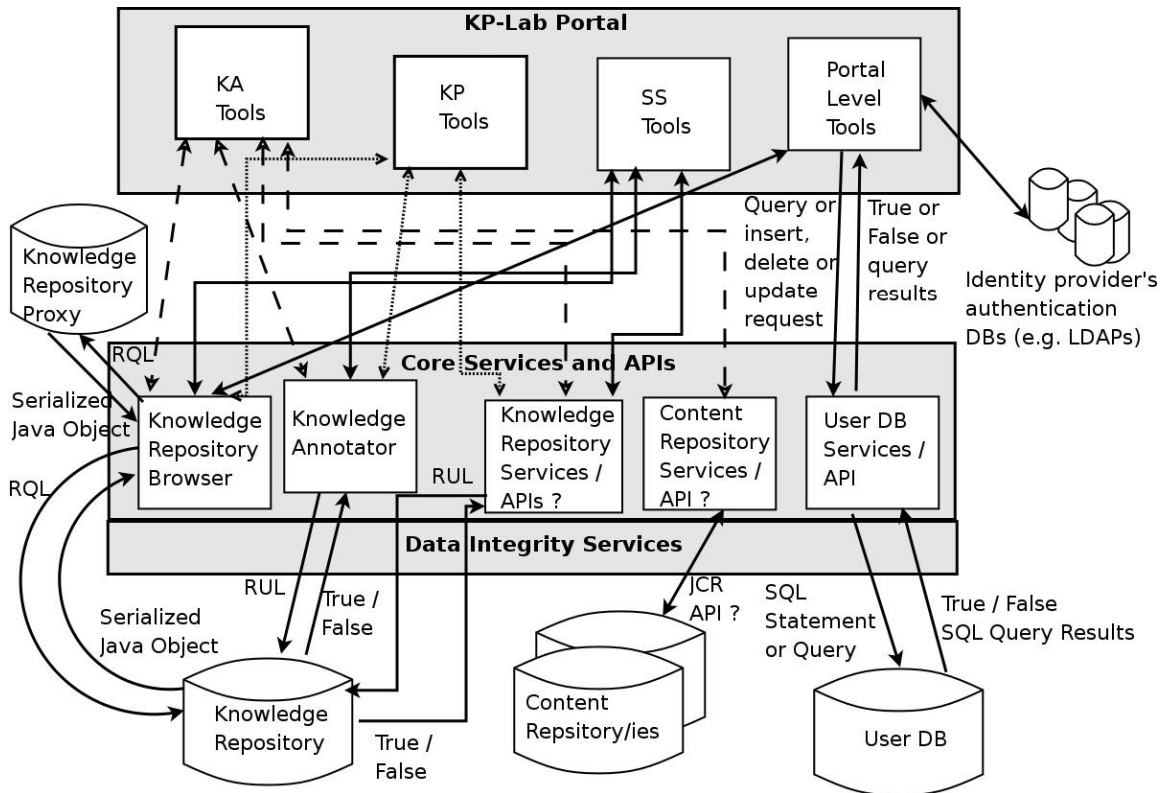 KP-Lab Portal
KA
Tools
KP
Tools
SS
Tools
Portal
Level
Tools
Knowledge
Repository
Proxy
Query or
insert,
delete or
update
request
True or
False or
query
results
Identity provider's
authentication
DBs (e.g. LDAPs)
RQL
Core Services and APIs
Serialized
Java Object
Knowledge
Repository
Browser
Knowledge
Annotator
Knowledge
Repository
Services /
APIs ?
Content
Repository
Services /
API ?
User DB
Services /
API
RQL
RUL
Data Integrity Services
RUL
True /
False
Serialized
Java Object
JCR
API ?
SQL
Statement
or Query
True / False
SQL Query Results
Knowledge
Repository
True /
False
Content
Repsitory/ies
User DB